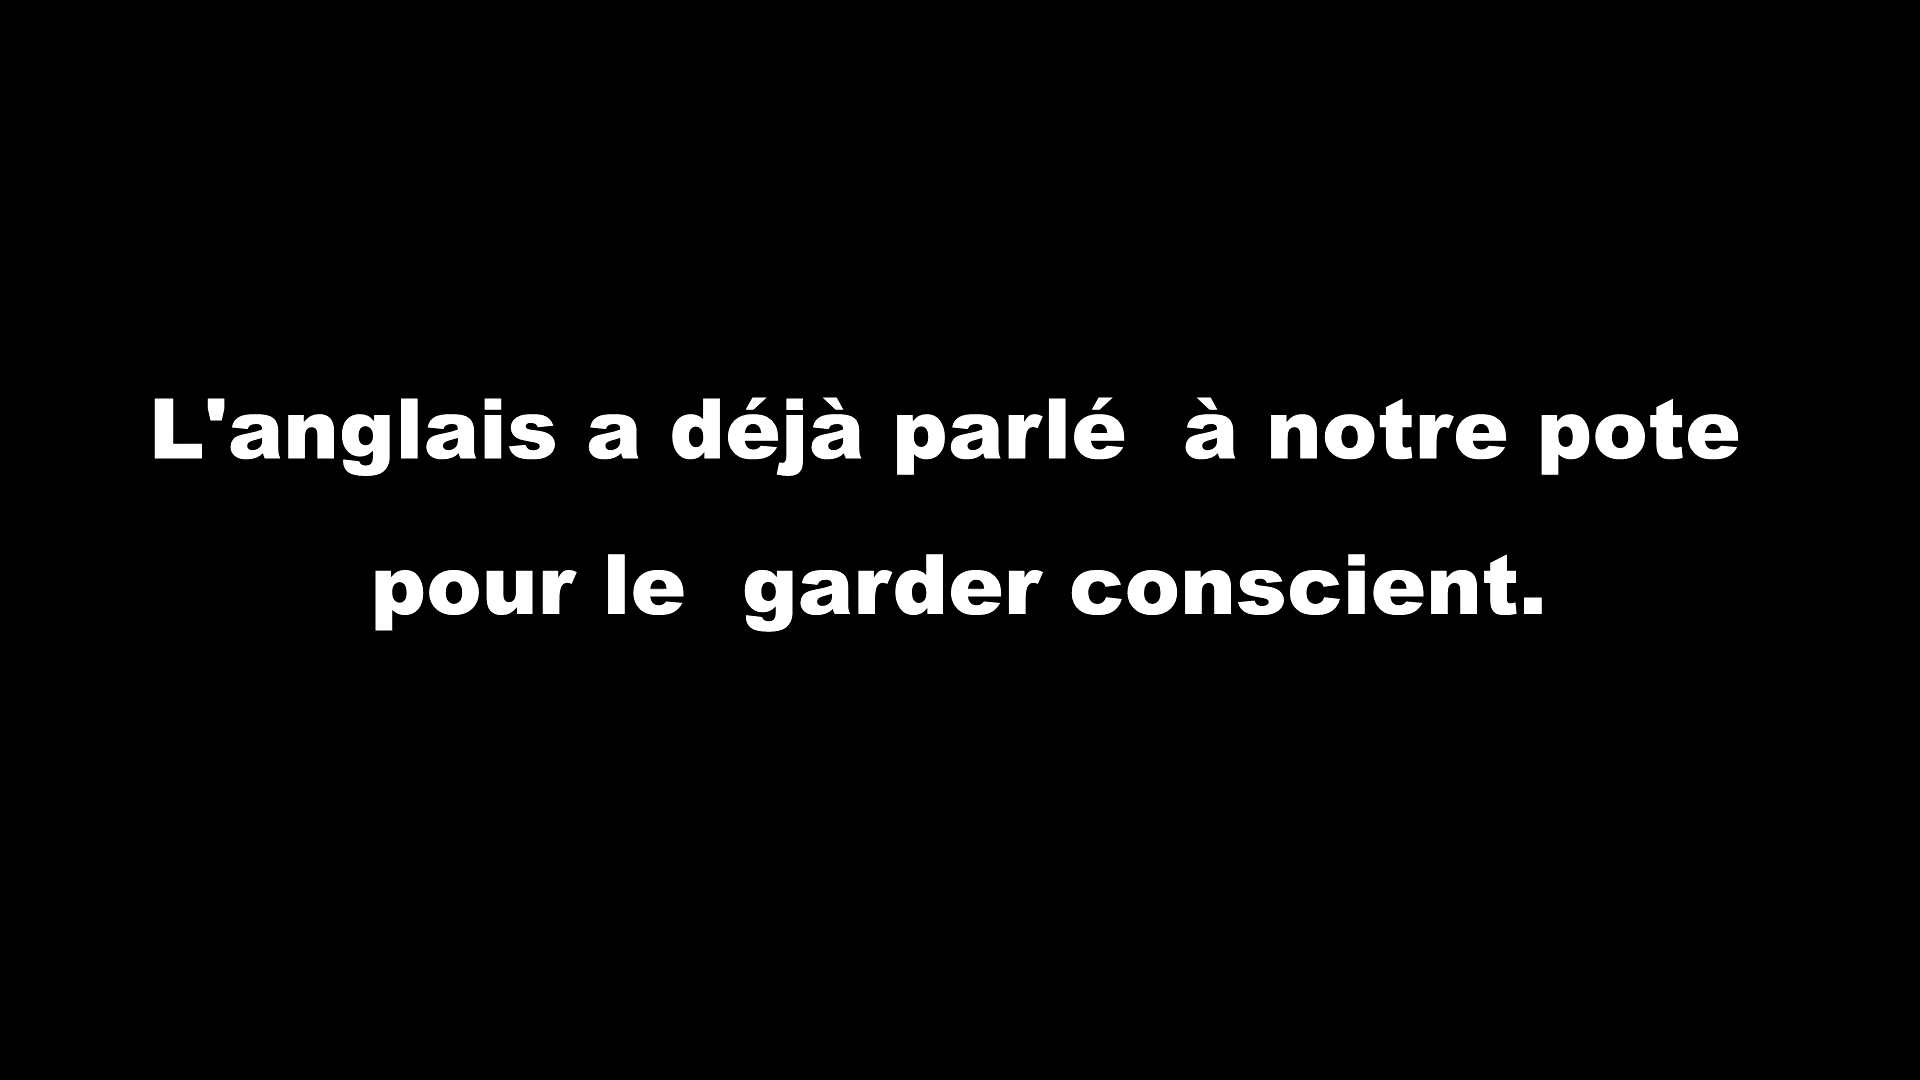 L'anglais a déjà parlé  à notre pote
pour le  garder conscient.